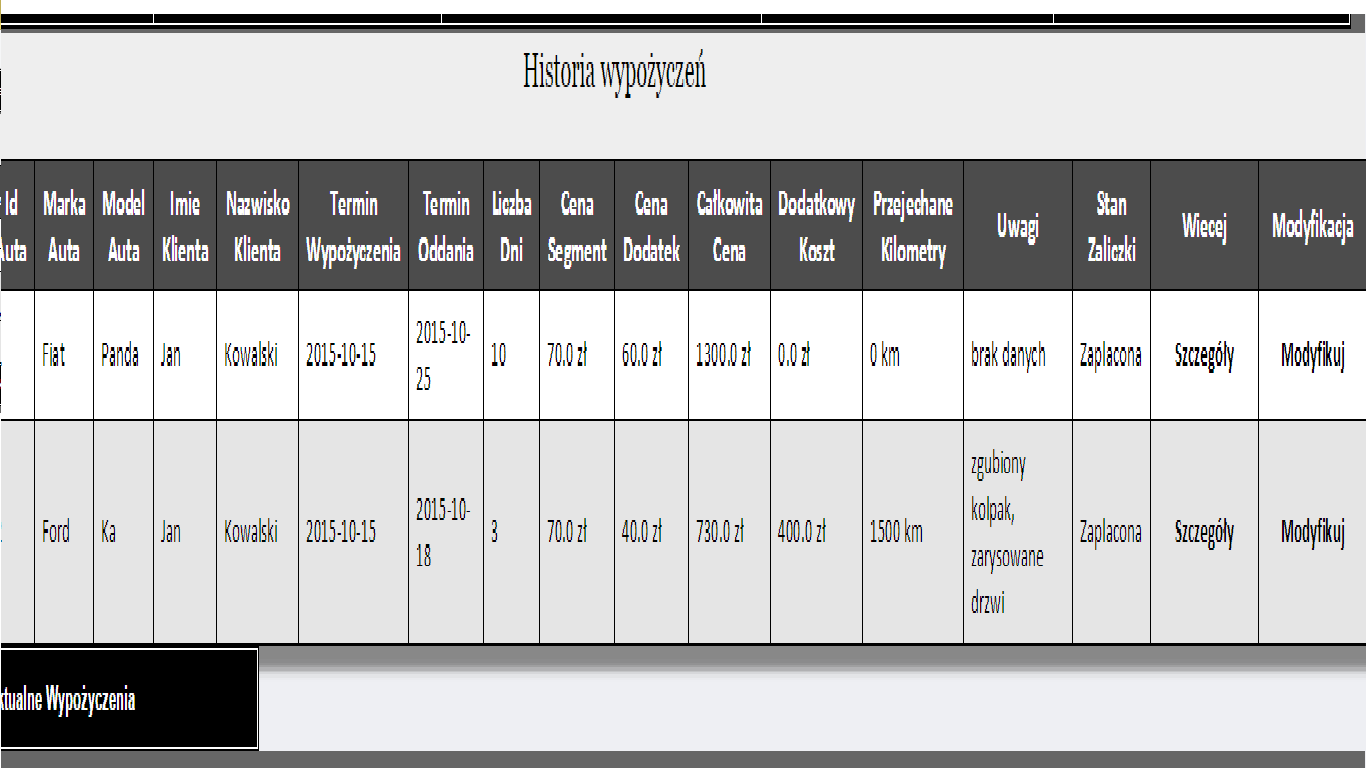 Historia wypożyczeń
Id Auta Marka Auta Model Auta Imie Klienta Nazwisko Klienta Termin Wypożyczenia Termin Oddania Liczba Dni Cena Segment Cena Dodatek Całkowita Cena Dodatkowy Koszt Przejechane Kilometry Uwagi Stan Zaliczki Wiecej Modyfikacja
Fiat Panda Jan Kowalski 2015-10-15 2015-10-25 10 70.0 zł 60.0 zł 1300.0 zł 0.0 zł 0 km brak danych Zaplacona Szczegóły Modyfikuj
Ford Ka Jan Kowalski 2015-10-15 2015-10-18 3 70.0 zł 40.0 zł 730.0 zł 400.0 zł 1500 km zgubiony kolpak, zarysowane drzwi Zaplacona Szczegóły Modyfikuj
ktualne Wypożyczenia